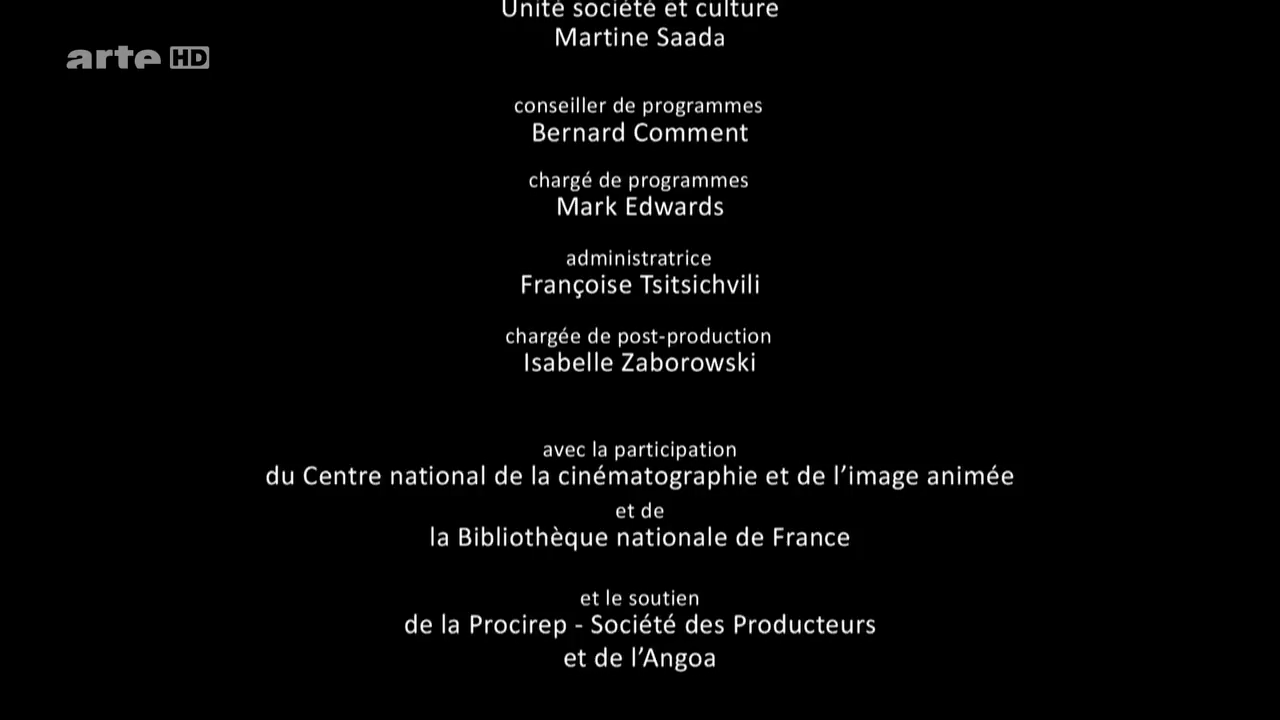 Unité société et culture
Martine Saada
arte HD
conseiller de programmes
Bernard Comment
chargé de programmes
Mark Edwards
administratrice
Françoise Tsitsichvili
chargée de post-production
Isabelle Zaborowski
avec la participation
du Centre national de la cinématographie et de l’image animée
et de
la Bibliothèque nationale de France
et le soutien
de la Procirep - Société des Producteurs
et de l’Angoa